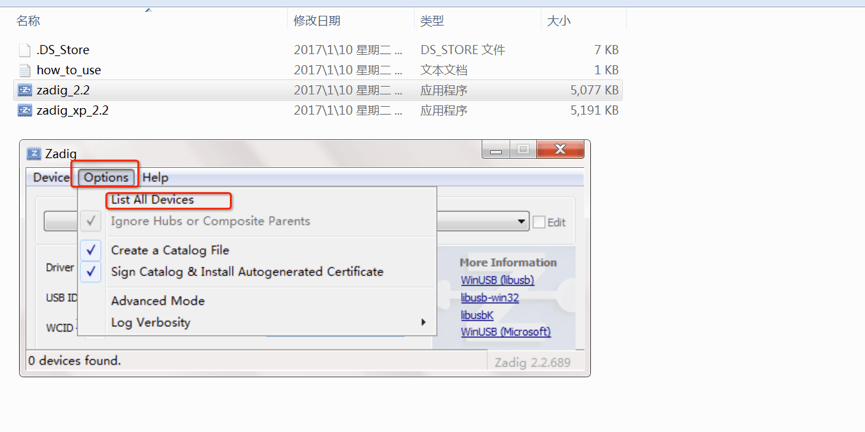 名称 修改日期 类型 大小
.DS_Store 2017\1\10 星期二 ... DS_STORE 文件 7 KB
how_to_use 2017\1\10 星期二 ... 文本文档 1 KB
zadig_2.2 2017\1\10 星期二 ... 应用程序 5,077 KB
zadig_xp_2.2 2017\1\10 星期二 ... 应用程序 5,191 KB
Zadig
Device Options Help
List All Devices
Ignore Hubs or Composite Parents
Edit
Create a Catalog File
Sign Catalog & Install Autogenerated Certificate
Advanced Mode
Log Verbosity
Driver
USB ID
WCID
More Information
WinUSB (libusb)
libusb-win32
libusbK
WinUSB (Microsoft)
0 devices found.
Zadig 2.2.689